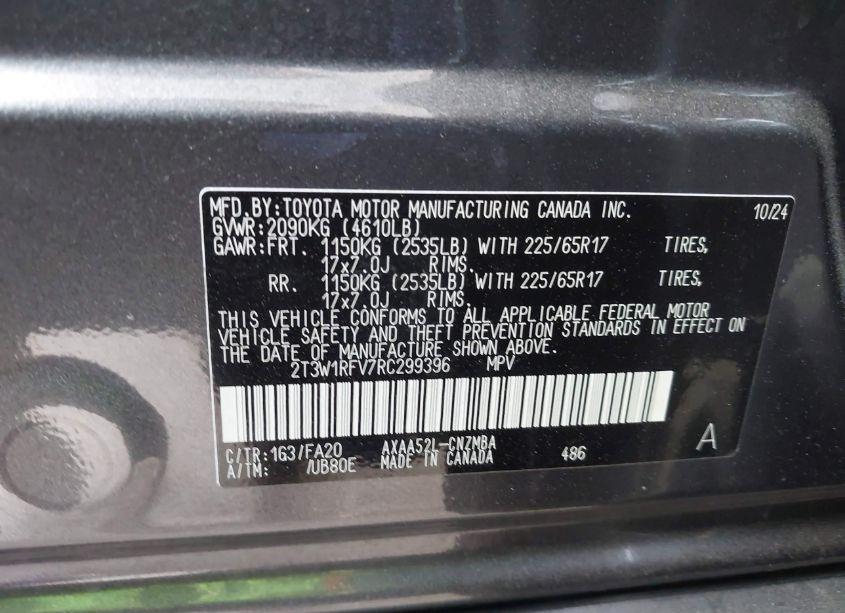 MFD.BY:TOYOTA MOTOR MANUFACTURING CANADA INC. 10/24
GVWR:2090KG (4610LB)
GAWR:FRT. 1150KG (2535LB) WITH 225/65R17 TIRES,
17x7.0J RIMS.
RR. 1150KG (2535LB) WITH 225/65R17 TIRES,
17x7.0J RIMS.
THIS VEHICLE CONFORMS TO ALL APPLICABLE FEDERAL MOTOR
VEHICLE SAFETY AND THEFT PREVENTION STANDARDS IN EFFECT ON
THE DATE OF MANUFACTURE SHOWN ABOVE.
2T3W1RFV7RC299396 MPV
C/TR:1G3/FA20 AXAA52L-CNZMBA A
A/TM: /UB80E MADE IN CANADA 486